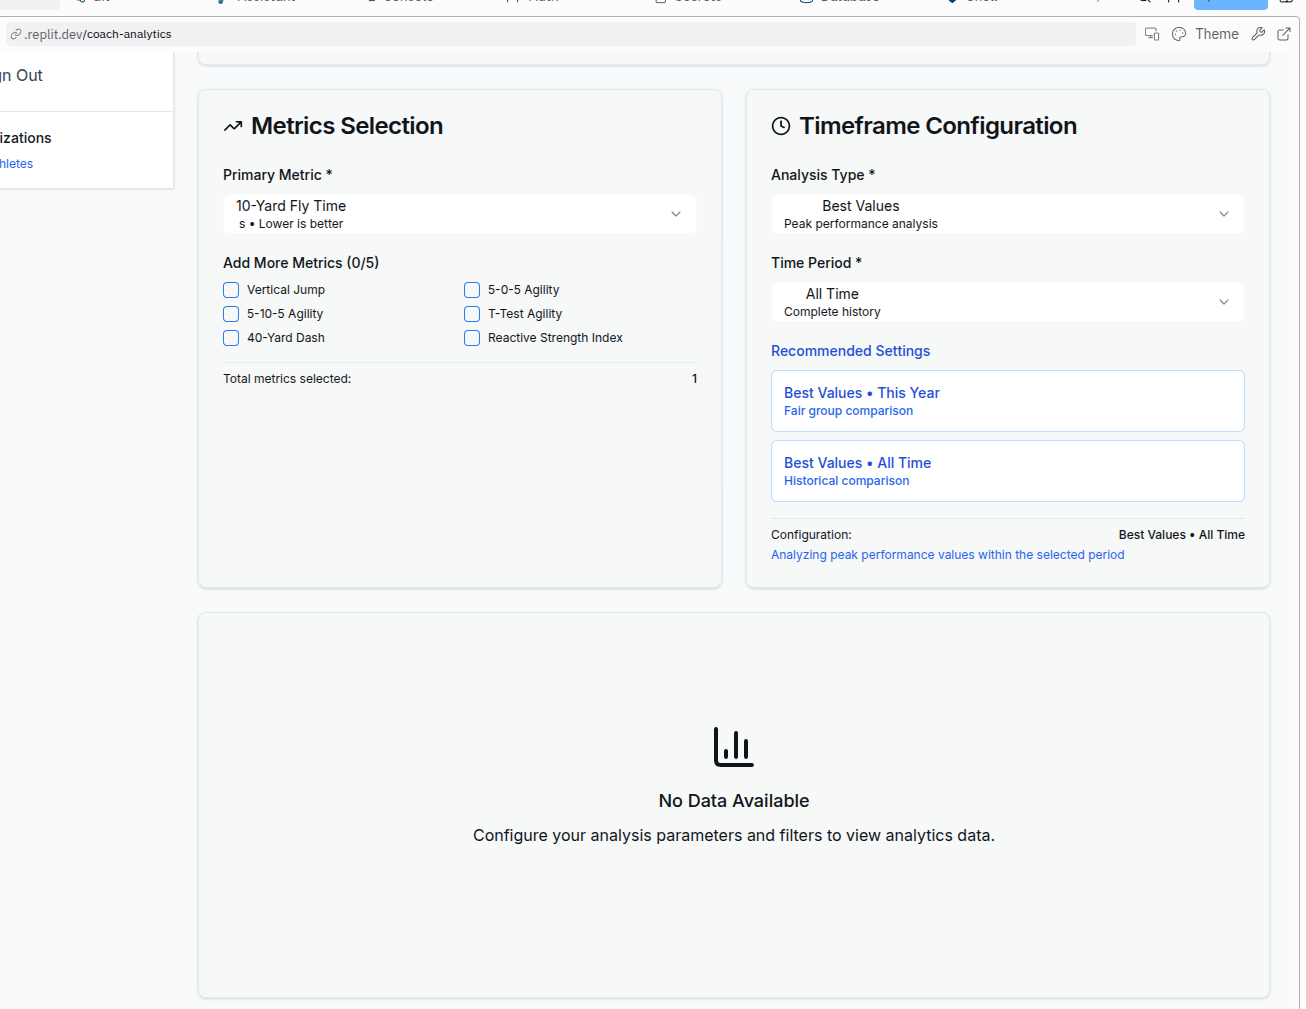 .replit.dev/coach-analytics
Theme
n Out
izations
hletes
Metrics Selection
Primary Metric *
10-Yard Fly Time
s • Lower is better
Add More Metrics (0/5)
Vertical Jump
5-0-5 Agility
5-10-5 Agility
T-Test Agility
40-Yard Dash
Reactive Strength Index
Total metrics selected:
1
Timeframe Configuration
Analysis Type *
Best Values
Peak performance analysis
Time Period *
All Time
Complete history
Recommended Settings
Best Values • This Year
Fair group comparison
Best Values • All Time
Historical comparison
Configuration:
Best Values • All Time
Analyzing peak performance values within the selected period
No Data Available
Configure your analysis parameters and filters to view analytics data.